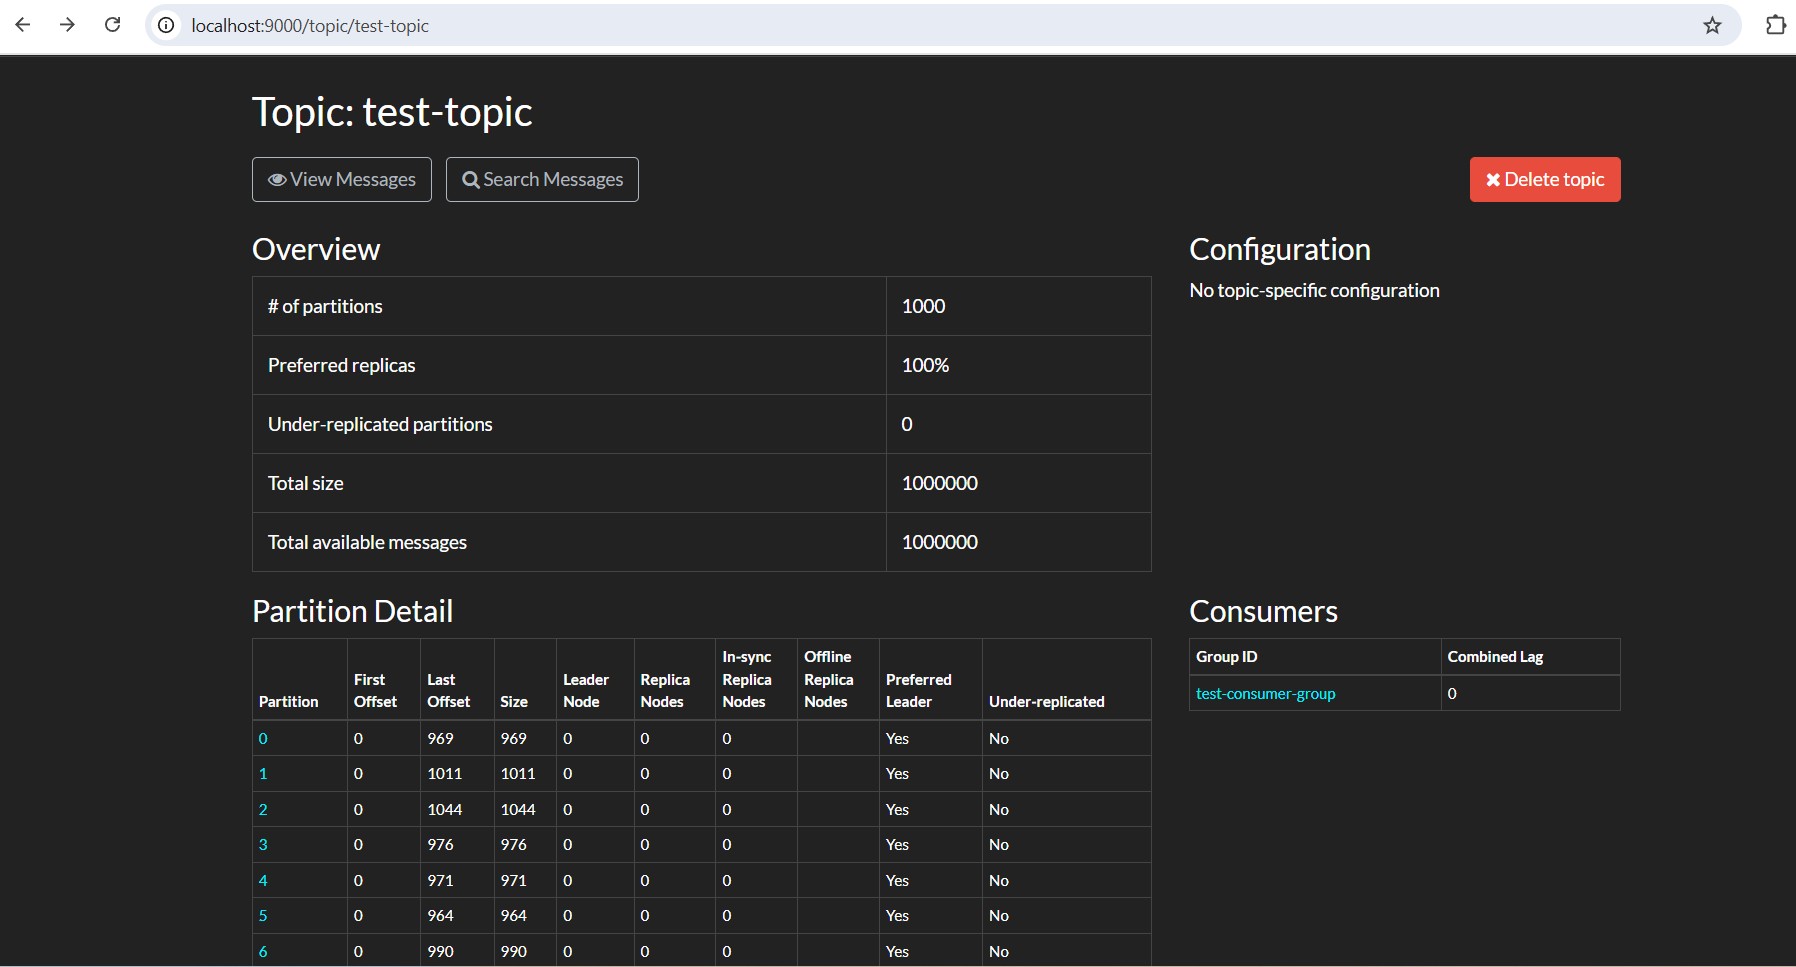 localhost:9000/topic/test-topic
Topic: test-topic
View Messages Search Messages Delete topic
Overview
# of partitions 1000
Preferred replicas 100%
Under-replicated partitions 0
Total size 1000000
Total available messages 1000000
Configuration
No topic-specific configuration
Partition Detail
Partition First Offset Last Offset Size Leader Node Replica Nodes In-sync Replica Nodes Offline Replica Nodes Preferred Leader Under-replicated
0 0 969 969 0 0 0 Yes No
1 0 1011 1011 0 0 0 Yes No
2 0 1044 1044 0 0 0 Yes No
3 0 976 976 0 0 0 Yes No
4 0 971 971 0 0 0 Yes No
5 0 964 964 0 0 0 Yes No
6 0 990 990 0 0 0 Yes No
Consumers
Group ID Combined Lag
test-consumer-group 0